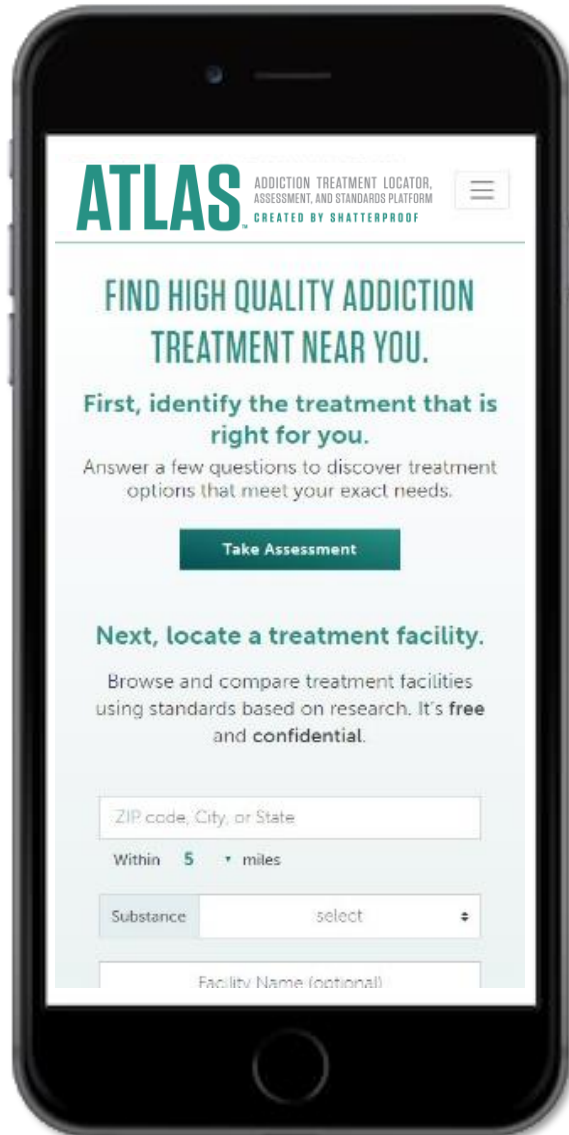 ATLAS™ ADDICTION TREATMENT LOCATOR,
ASSESSMENT, AND STANDARDS PLATFORM
CREATED BY SHATTERPROOF
FIND HIGH QUALITY ADDICTION
TREATMENT NEAR YOU.
First, identify the treatment that is
right for you.
Answer a few questions to discover treatment
options that meet your exact needs.
Take Assessment
Next, locate a treatment facility.
Browse and compare treatment facilities
using standards based on research. It's free
and confidential.
ZIP code, City, or State
Within 5 miles
Substance select
Facility Name (optional)